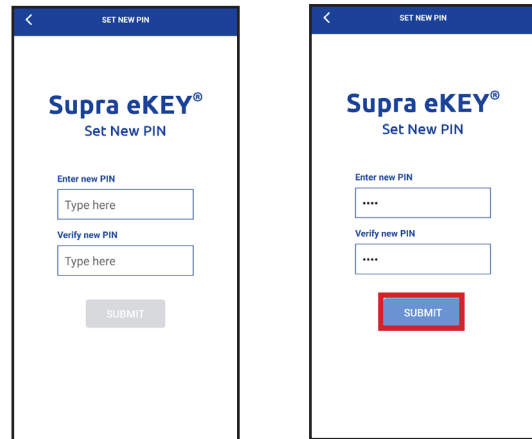 SET NEW PIN
Supra eKEY®
Set New PIN
Enter new PIN
Type here
Verify new PIN
Type here
SUBMIT
SET NEW PIN
Supra eKEY®
Set New PIN
Enter new PIN
••••
Verify new PIN
••••
SUBMIT